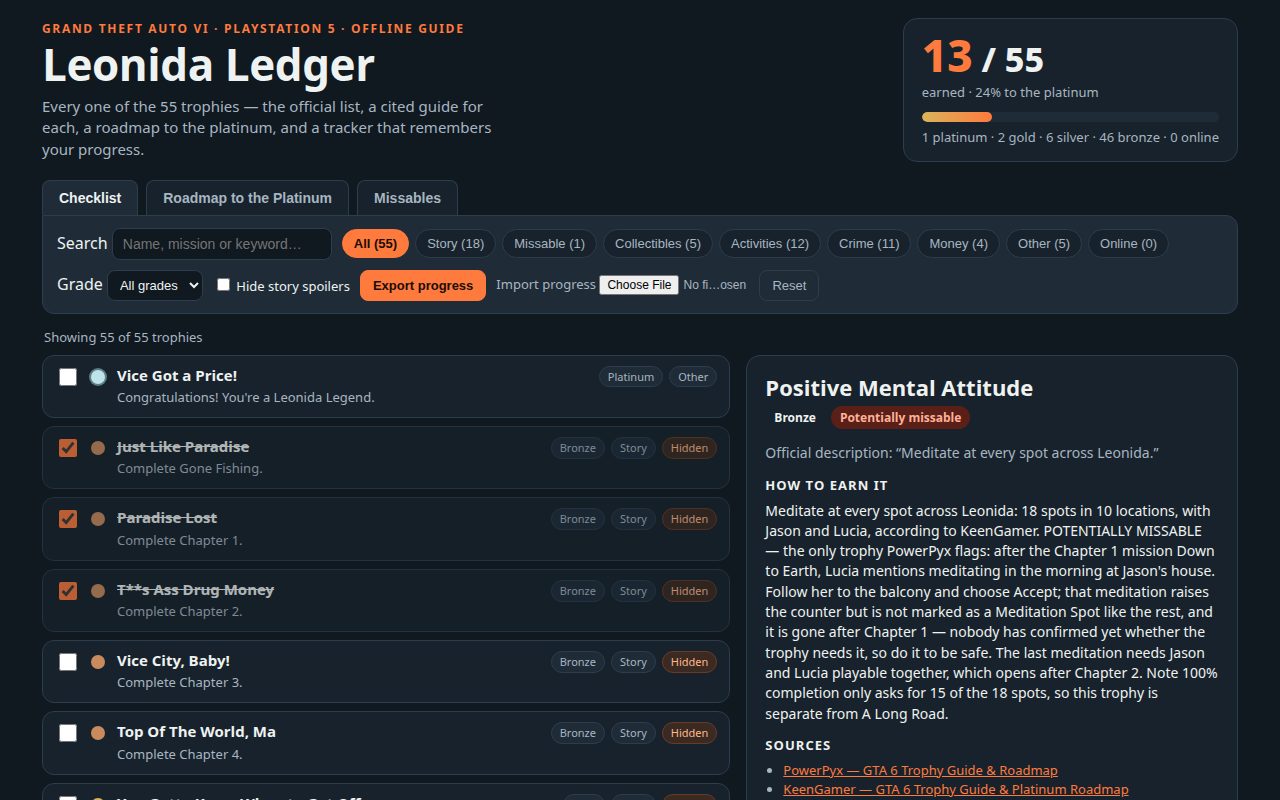 GRAND THEFT AUTO VI · PLAYSTATION 5 · OFFLINE GUIDE
Leonida Ledger
Every one of the 55 trophies — the official list, a cited guide for
each, a roadmap to the platinum, and a tracker that remembers
your progress.
13 / 55
earned · 24% to the platinum
1 platinum · 2 gold · 6 silver · 46 bronze · 0 online
Checklist
Roadmap to the Platinum
Missables
Search
Name, mission or keyword…
All (55)
Story (18)
Missable (1)
Collectibles (5)
Activities (12)
Crime (11)
Money (4)
Other (5)
Online (0)
Grade
All grades
Hide story spoilers
Export progress
Import progress
Choose File
No fi…osen
Reset
Showing 55 of 55 trophies
Vice Got a Price!
Platinum
Other
Congratulations! You're a Leonida Legend.
Just Like Paradise
Bronze
Story
Hidden
Complete Gone Fishing.
Paradise Lost
Bronze
Story
Hidden
Complete Chapter 1.
T**s Ass Drug Money
Bronze
Story
Hidden
Complete Chapter 2.
Vice City, Baby!
Bronze
Story
Hidden
Complete Chapter 3.
Top Of The World, Ma
Bronze
Story
Hidden
Complete Chapter 4.
Positive Mental Attitude
Bronze
Potentially missable
Official description: “Meditate at every spot across Leonida.”
HOW TO EARN IT
Meditate at every spot across Leonida: 18 spots in 10 locations, with
Jason and Lucia, according to KeenGamer. POTENTIALLY MISSABLE
— the only trophy PowerPyx flags: after the Chapter 1 mission Down
to Earth, Lucia mentions meditating in the morning at Jason's house.
Follow her to the balcony and choose Accept; that meditation raises
the counter but is not marked as a Meditation Spot like the rest, and
it is gone after Chapter 1 — nobody has confirmed yet whether the
trophy needs it, so do it to be safe. The last meditation needs Jason
and Lucia playable together, which opens after Chapter 2. Note 100%
completion only asks for 15 of the 18 spots, so this trophy is
separate from A Long Road.
SOURCES
PowerPyx — GTA 6 Trophy Guide & Roadmap
KeenGamer — GTA 6 Trophy Guide & Platinum Roadmap